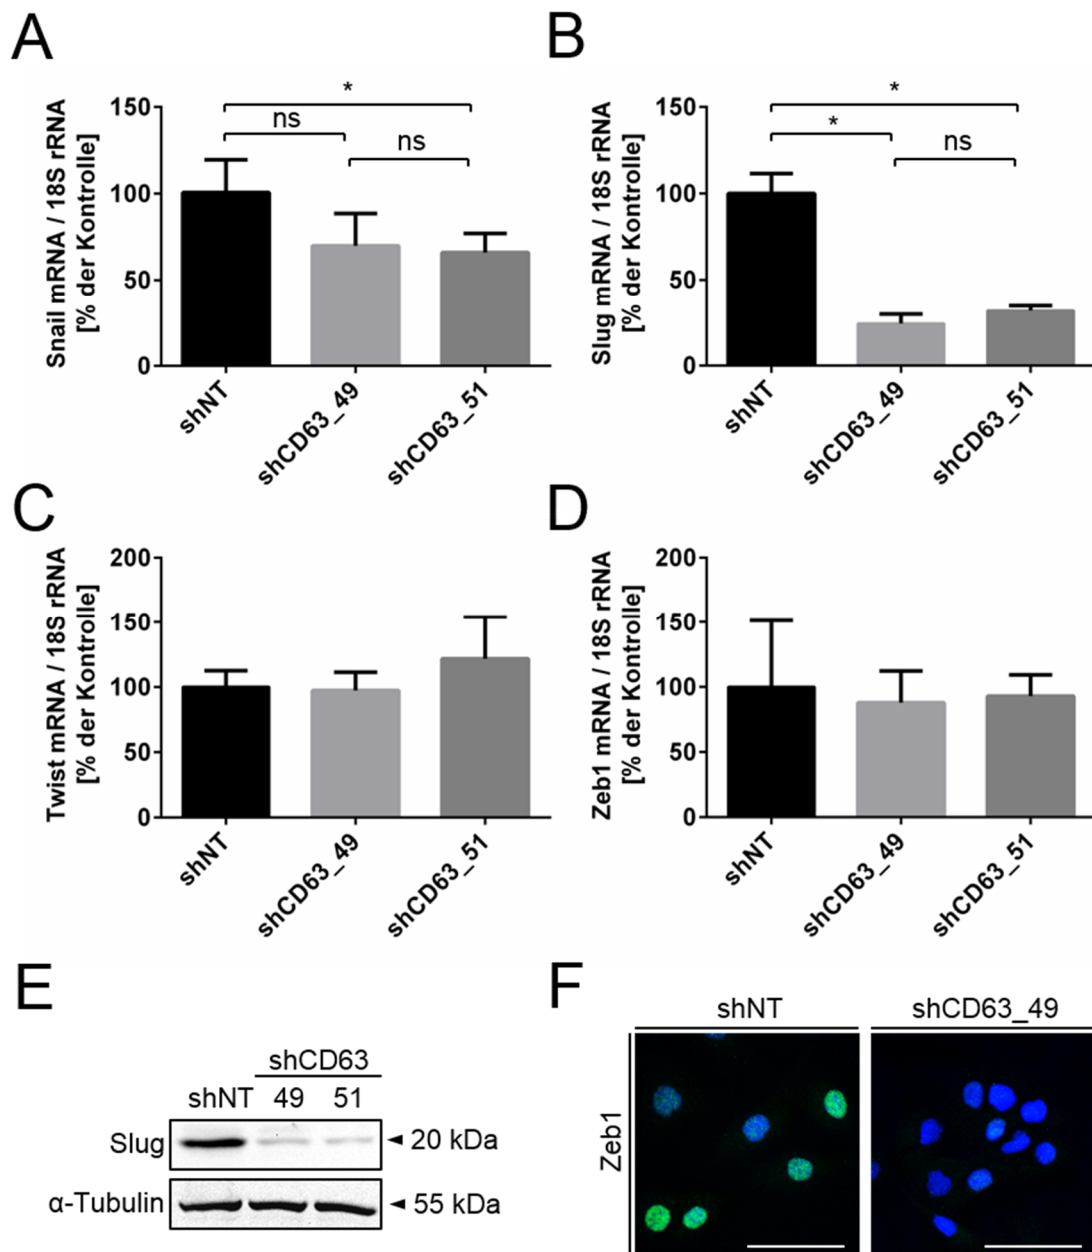 A
Snail mRNA / 18S rRNA
[% der Kontrolle]
150
100
50
0
*
ns
ns
shNT
shCD63_49
shCD63_51
B
Slug mRNA / 18S rRNA
[% der Kontrolle]
150
100
50
0
*
*
ns
shNT
shCD63_49
shCD63_51
C
Twist mRNA / 18S rRNA
[% der Kontrolle]
200
150
100
50
0
shNT
shCD63_49
shCD63_51
D
Zeb1 mRNA / 18S rRNA
[% der Kontrolle]
200
150
100
50
0
shNT
shCD63_49
shCD63_51
E
shCD63
shNT 49 51
Slug 20 kDa
α-Tubulin 55 kDa
F
shNT shCD63_49
Zeb1